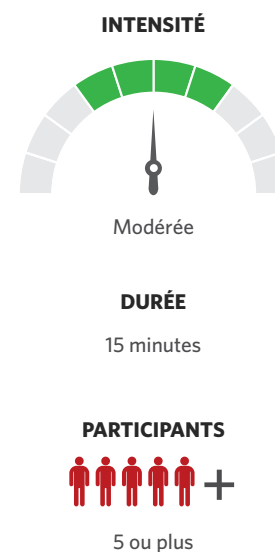 INTENSITÉ
Modérée
DURÉE
15 minutes
PARTICIPANTS
+
5 ou plus